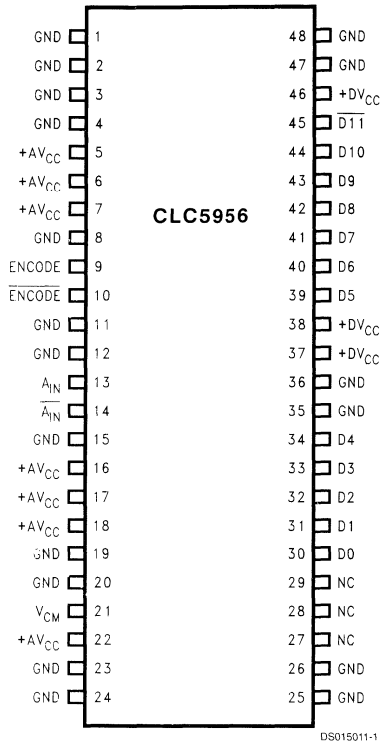 GND 1 48 GND
GND 2 47 GND
GND 3 46 +DVCC
GND 4 45 D̅1̅1̅
+AVCC 5 44 D10
+AVCC 6 43 D9
+AVCC 7 42 D8
CLC5956
GND 8 41 D7
ENCODE 9 40 D6
E̅N̅C̅O̅D̅E̅ 10 39 D5
GND 11 38 +DVCC
GND 12 37 +DVCC
AIN 13 36 GND
A̅I̅N̅ 14 35 GND
GND 15 34 D4
+AVCC 16 33 D3
+AVCC 17 32 D2
+AVCC 18 31 D1
GND 19 30 D0
GND 20 29 NC
VCM 21 28 NC
+AVCC 22 27 NC
GND 23 26 GND
GND 24 25 GND
DS015011-1